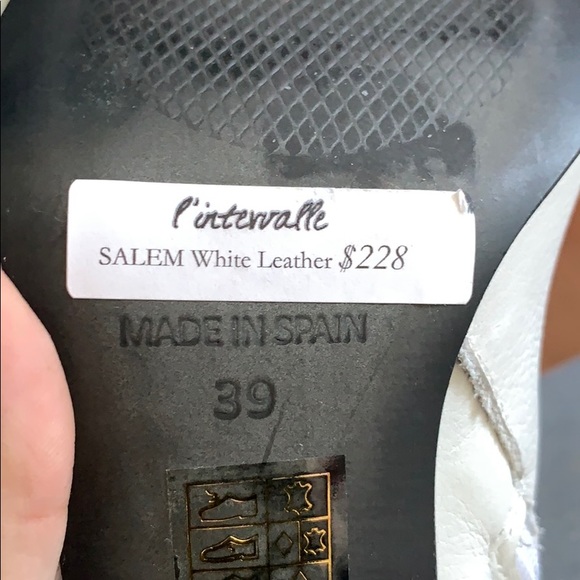 l'intervalle
SALEM White Leather $228
MADE IN SPAIN
39